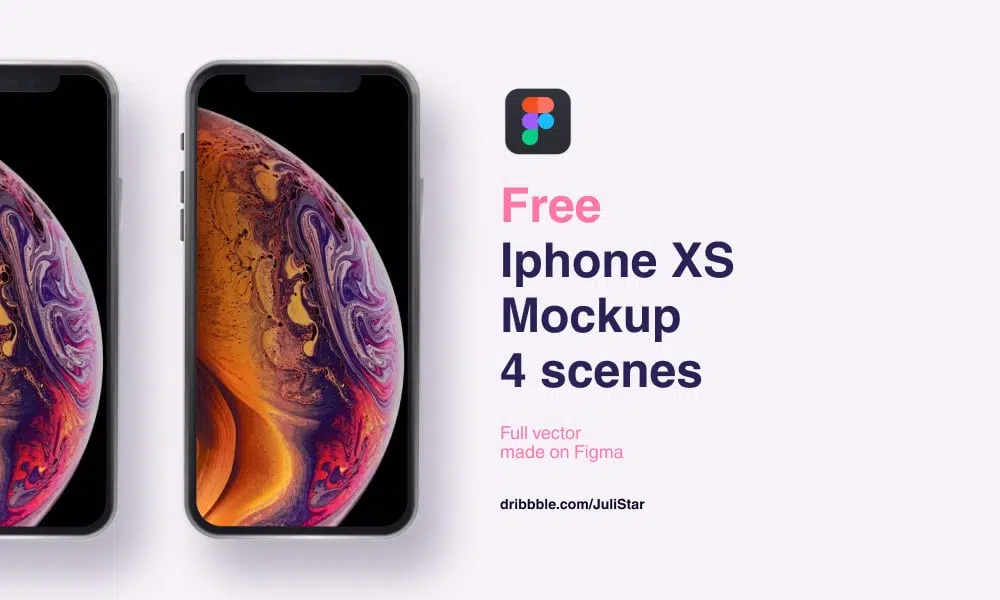 Free
Iphone XS
Mockup
4 scenes
Full vector
made on Figma
dribbble.com/JuliStar